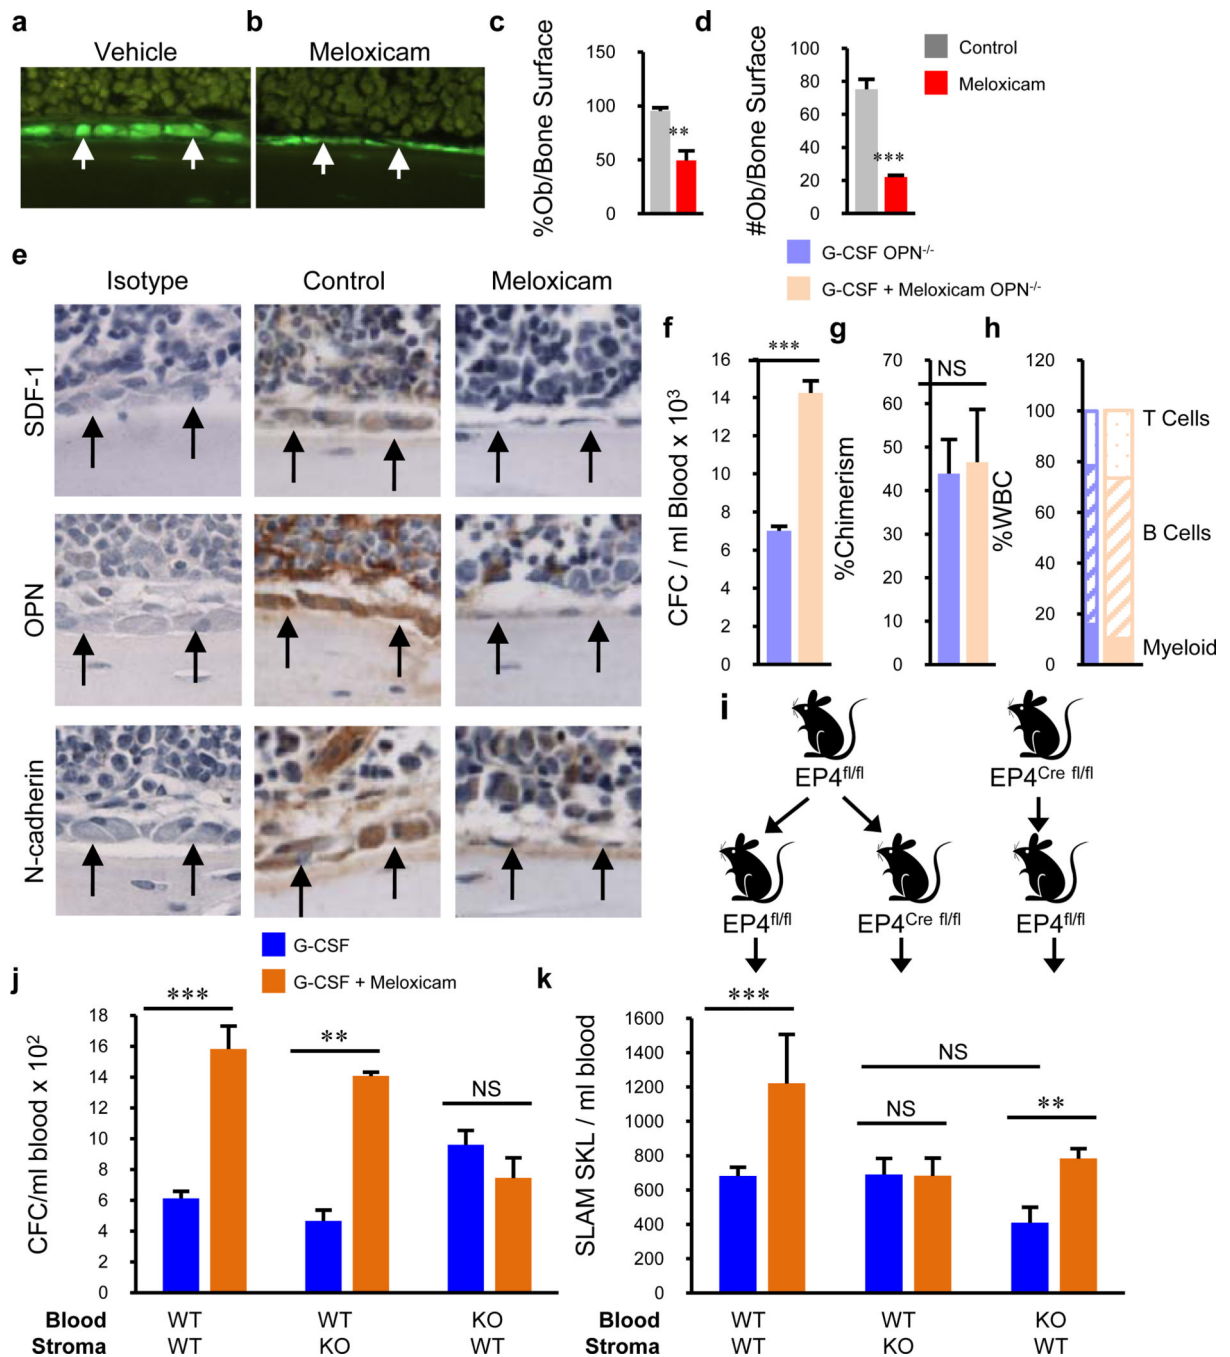 a
Vehicle
b
Meloxicam
c
%Ob/Bone Surface
150
100
50
0
**
d
#Ob/Bone Surface
100
80
60
40
20
0
***
Control
Meloxicam
e
Isotype
Control
Meloxicam
SDF-1
OPN
N-cadherin
G-CSF OPN-/-
G-CSF + Meloxicam OPN-/-
f
CFC / ml Blood x 10³
16
14
12
10
8
6
4
2
0
***
g
%Chimerism
70
60
50
40
30
20
10
0
NS
h
%WBC
120
100
80
60
40
20
0
T Cells
B Cells
Myeloid
i
EP4fl/fl
EP4Cre fl/fl
EP4fl/fl
EP4Cre fl/fl
EP4fl/fl
G-CSF
G-CSF + Meloxicam
j
CFC/ml blood x 10²
18
16
14
12
10
8
6
4
2
0
***
**
NS
Blood WT WT KO
Stroma WT KO WT
k
SLAM SKL / ml blood
1600
1400
1200
1000
800
600
400
200
0
***
NS
NS
**
WT WT KO
WT KO WT